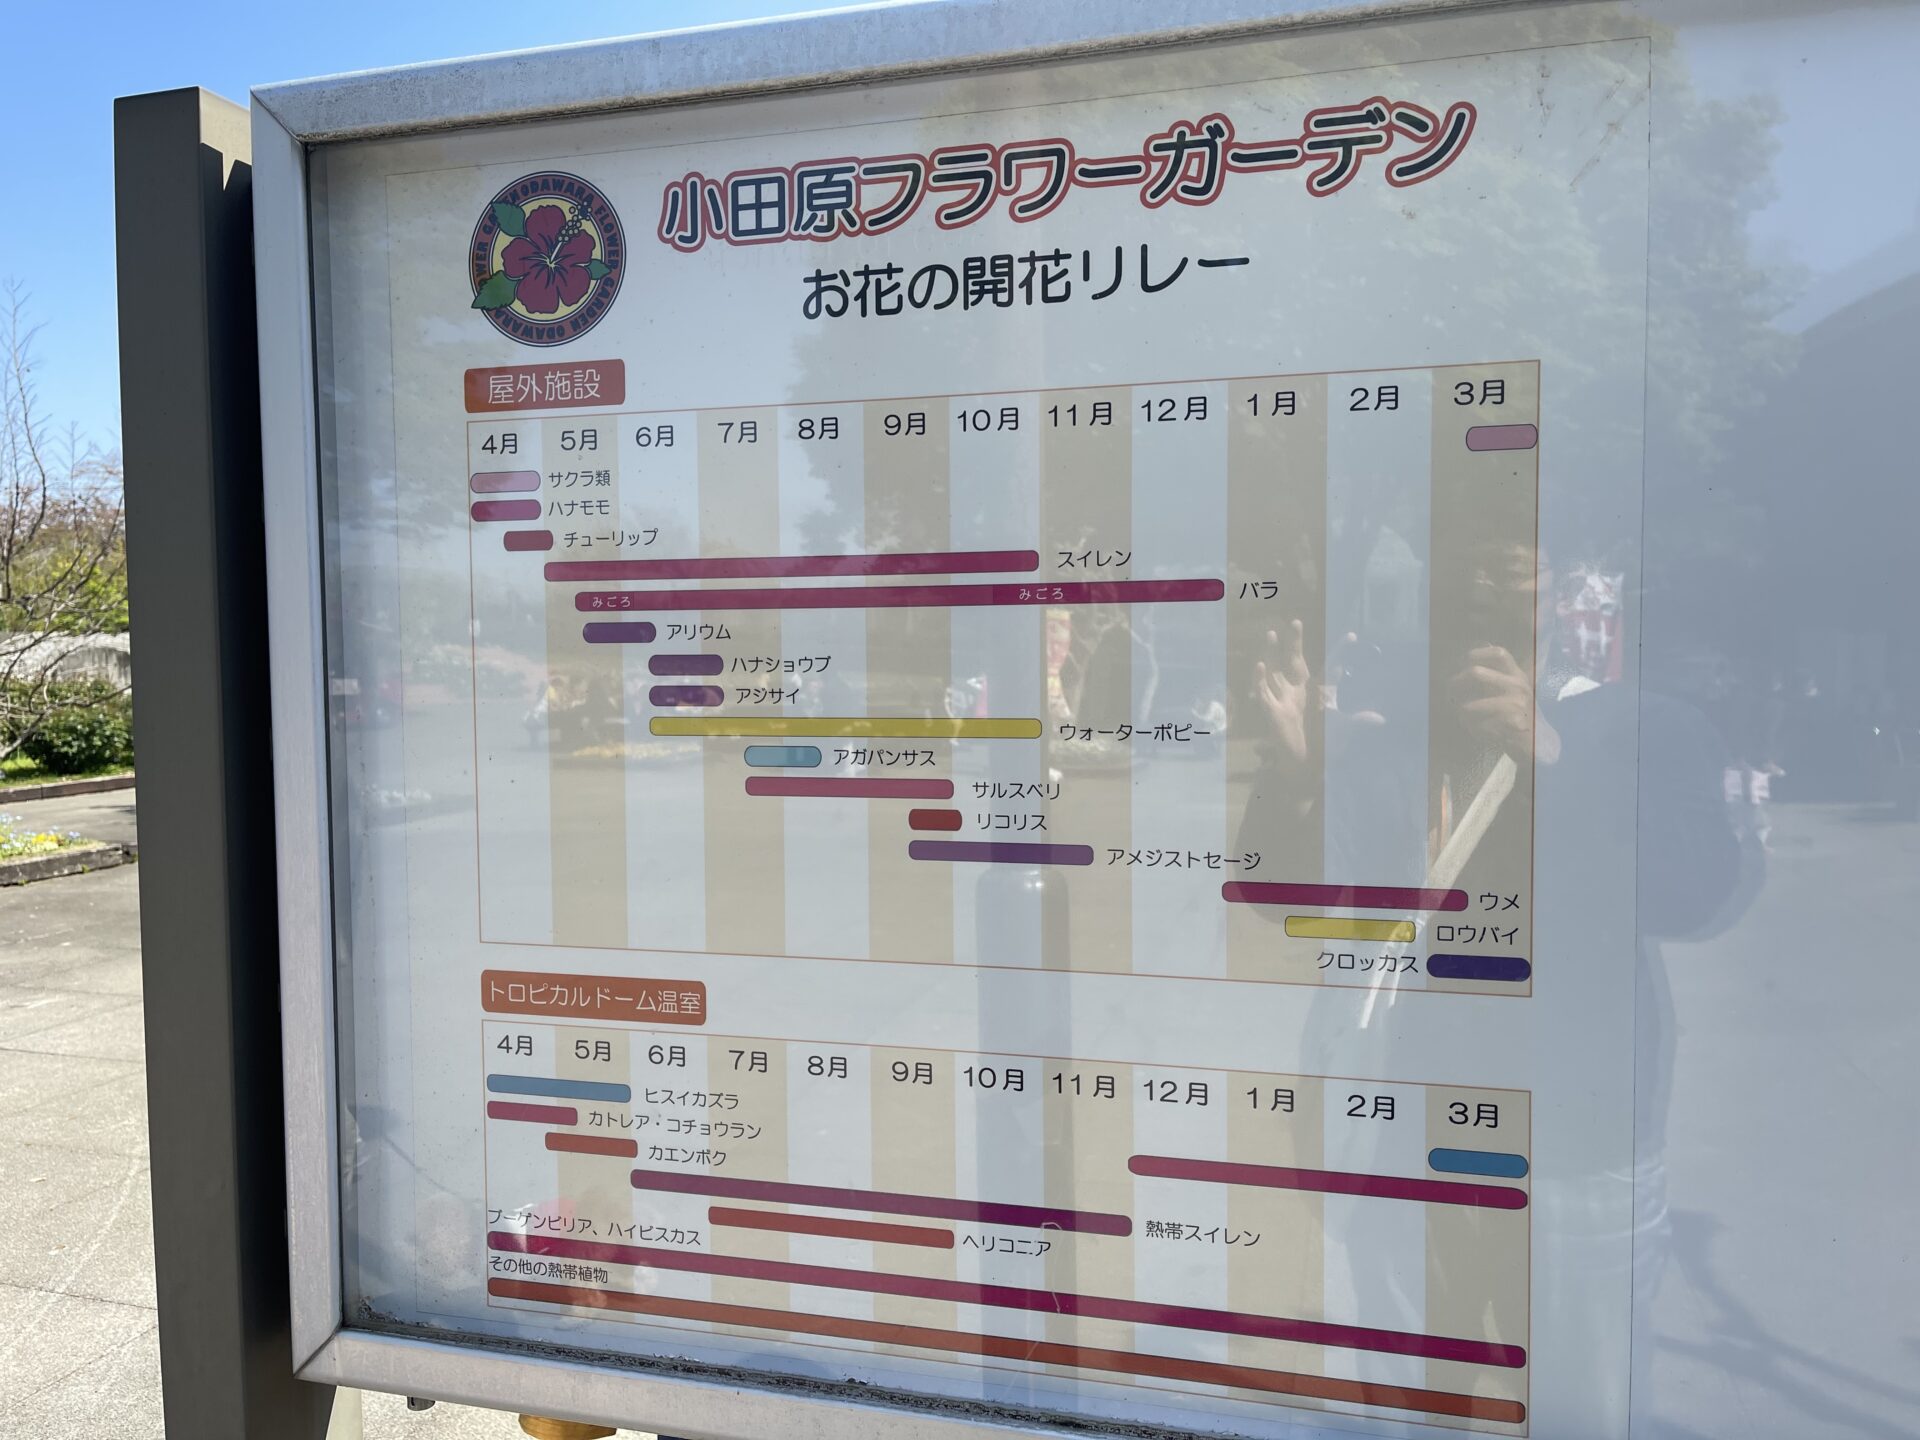 小田原フラワーガーデン
お花の開花リレー
ODAWARA FLOWER GARDEN ODAWARA
屋外施設
4月 5月 6月 7月 8月 9月 10月 11月 12月 1月 2月 3月
サクラ類
ハナモモ
チューリップ
スイレン
みごろ みごろ バラ
アリウム
ハナショウブ
アジサイ
ウォーターポピー
アガパンサス
サルスベリ
リコリス
アメジストセージ
ウメ
ロウバイ
クロッカス
トロピカルドーム温室
4月 5月 6月 7月 8月 9月 10月 11月 12月 1月 2月 3月
ヒスイカズラ
カトレア・コチョウラン
カエンボク
熱帯スイレン
ヘリコニア
ブーゲンビリア、ハイビスカス
その他の熱帯植物